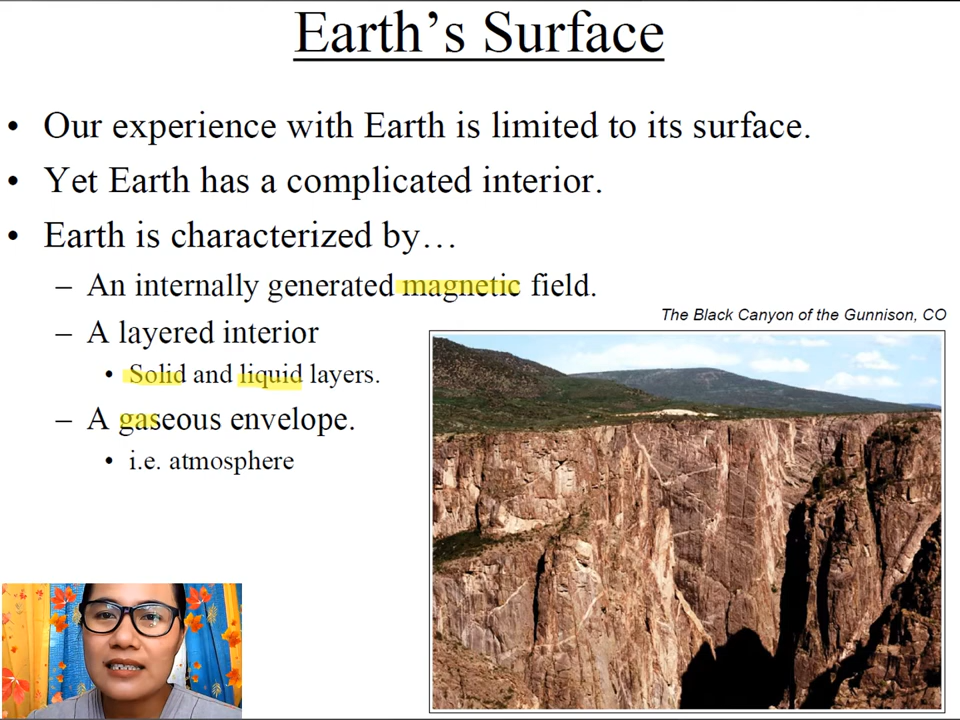 Earth's Surface
• Our experience with Earth is limited to its surface.
• Yet Earth has a complicated interior.
• Earth is characterized by…
– An internally generated magnetic field.
The Black Canyon of the Gunnison, CO
– A layered interior
• Solid and liquid layers.
– A gaseous envelope.
• i.e. atmosphere